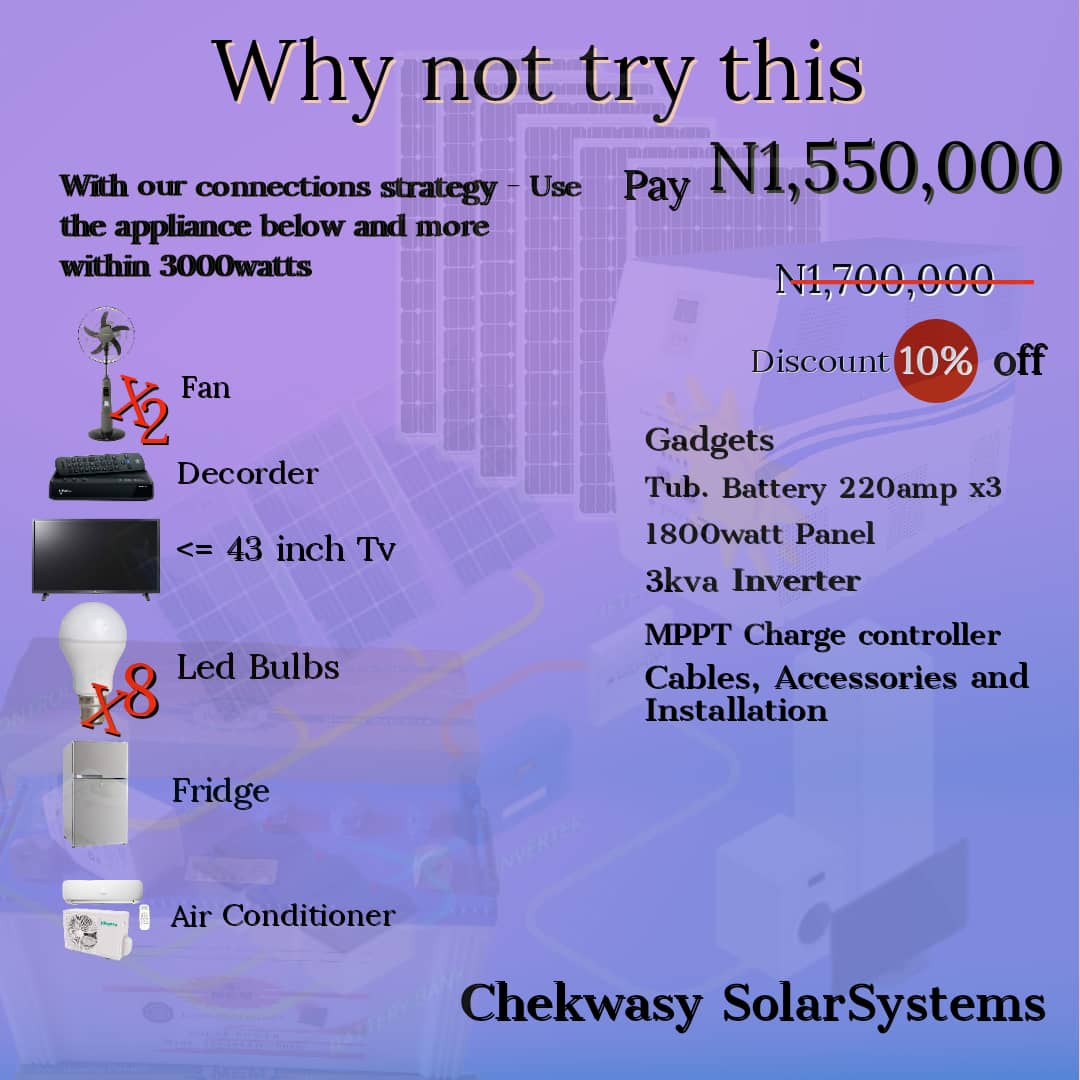 Why not try this
With our connections strategy - Use
the appliance below and more
within 3000watts
Pay N1,550,000
N1,700,000
Discount 10% off
X2
Fan
Decorder
<= 43 inch Tv
x8
Led Bulbs
Fridge
Air Conditioner
Gadgets
Tub. Battery 220amp x3
1800watt Panel
3kva Inverter
MPPT Charge controller
Cables, Accessories and
Installation
Chekwasy SolarSystems